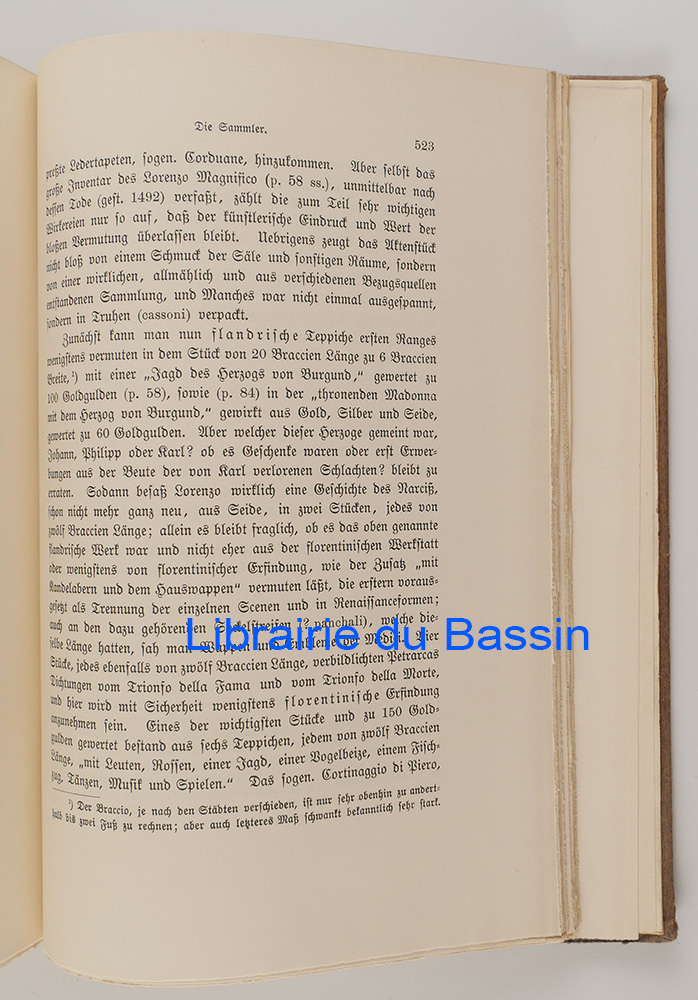 Die Sammler.
523
preßte Ledertapeten, sogen. Corduane, hinzukommen. Aber selbst das
große Inventar des Lorenzo Magnifico (p. 58 ss.), unmittelbar nach
dessen Tode (gest. 1492) verfaßt, zählt die zum Teil sehr wichtigen
Wirkereien nur so auf, daß der künstlerische Eindruck und Wert der
bloßen Vermutung überlassen bleibt. Uebrigens zeugt das Aktenstück
nicht bloß von einem Schmuck der Säle und sonstigen Räume, sondern
von einer wirklichen, allmählich und aus verschiedenen Bezugsquellen
entstandenen Sammlung, und Manches war nicht einmal ausgespannt,
sondern in Truhen (cassoni) verpackt.
Zunächst kann man nun flandrische Teppiche ersten Ranges
wenigstens vermuten in dem Stück von 20 Braccien Länge zu 6 Braccien
Breite,¹) mit einer „Jagd des Herzogs von Burgund,“ gewertet zu
100 Goldgulden (p. 58), sowie (p. 84) in der „thronenden Madonna
mit dem Herzog von Burgund,“ gewirkt aus Gold, Silber und Seide,
gewertet zu 60 Goldgulden. Aber welcher dieser Herzoge gemeint war,
Johann, Philipp oder Karl? ob es Geschenke waren oder erst Erwer-
bungen aus der Beute der von Karl verlorenen Schlachten? bleibt zu
erraten. Sodann besaß Lorenzo wirklich eine Geschichte des Narciß,
schon nicht mehr ganz neu, aus Seide, in zwei Stücken, jedes von
zwölf Braccien Länge; allein es bleibt fraglich, ob es das oben genannte
flandrische Werk war und nicht eher aus der florentinischen Werkstatt
oder wenigstens von florentinischer Erfindung, wie der Zusatz „mit
Kandelabern und dem Hauswappen“ vermuten läßt, die erstern voraus-
gesetzt als Trennung der einzelnen Scenen und in Renaissanceformen;
auch an den dazu gehörenden Sockelstreifen (? panchali), welche die-
selbe Länge hatten, sah man Wappen und Embleme der Medici. Vier
Librairie du Bassin
Stücke, jedes ebenfalls von zwölf Braccien Länge, verbildlichten Petrarcas
Dichtungen vom Trionfo della Fama und vom Trionfo della Morte,
und hier wird mit Sicherheit wenigstens florentinische Erfindung
anzunehmen sein. Eines der wichtigsten Stücke und zu 150 Gold-
gulden gewertet bestand aus sechs Teppichen, jedem von zwölf Braccien
Länge, „mit Leuten, Rossen, einer Jagd, einer Vogelbeize, einem Fisch-
zug, Tänzen, Musik und Spielen.“ Das sogen. Cortinaggio di Piero,
¹) Der Braccio, je nach den Städten verschieden, ist nur sehr obenhin zu andert-
halb bis zwei Fuß zu rechnen; aber auch letzteres Maß schwankt bekanntlich sehr stark.